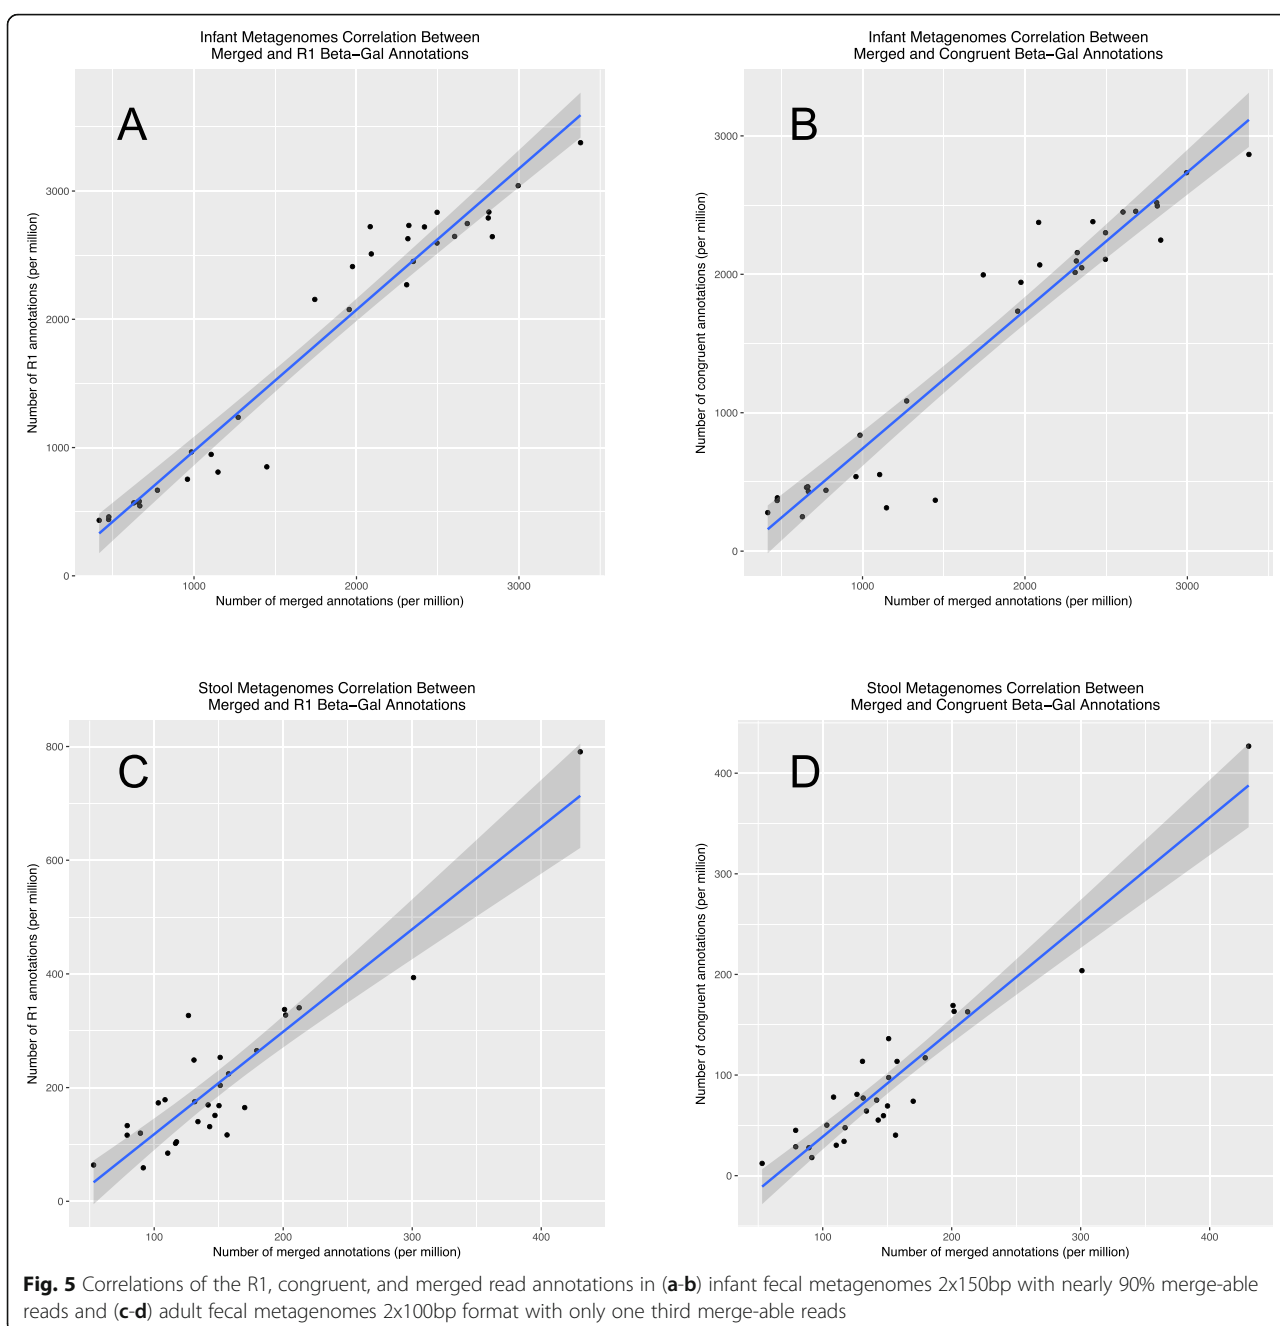 Infant Metagenomes Correlation Between
Merged and R1 Beta−Gal Annotations
A
3000
2000
1000
0
Number of R1 annotations (per million)
1000 2000 3000
Number of merged annotations (per million)
Infant Metagenomes Correlation Between
Merged and Congruent Beta−Gal Annotations
B
3000
2000
1000
0
Number of congruent annotations (per million)
1000 2000 3000
Number of merged annotations (per million)
Stool Metagenomes Correlation Between
Merged and R1 Beta−Gal Annotations
C
800
600
400
200
0
Number of R1 annotations (per million)
100 200 300 400
Number of merged annotations (per million)
Stool Metagenomes Correlation Between
Merged and Congruent Beta−Gal Annotations
D
400
300
200
100
0
Number of congruent annotations (per million)
100 200 300 400
Number of merged annotations (per million)
Fig. 5 Correlations of the R1, congruent, and merged read annotations in (a-b) infant fecal metagenomes 2x150bp with nearly 90% merge-able
reads and (c-d) adult fecal metagenomes 2x100bp format with only one third merge-able reads